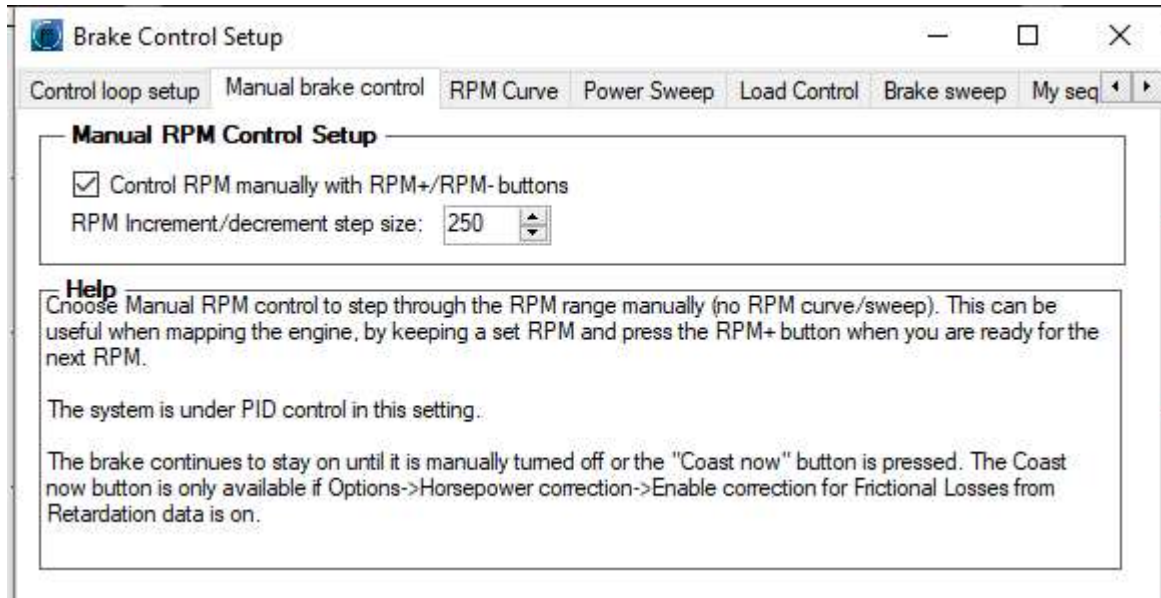 Brake Control Setup
Control loop setup Manual brake control RPM Curve Power Sweep Load Control Brake sweep My seq
Manual RPM Control Setup
Control RPM manually with RPM+/RPM- buttons
RPM Increment/decrement step size: 250
Help
Choose Manual RPM control to step through the RPM range manually (no RPM curve/sweep). This can be
useful when mapping the engine, by keeping a set RPM and press the RPM+ button when you are ready for the
next RPM.
The system is under PID control in this setting.
The brake continues to stay on until it is manually turned off or the "Coast now" button is pressed. The Coast
now button is only available if Options->Horsepower correction->Enable correction for Frictional Losses from
Retardation data is on.